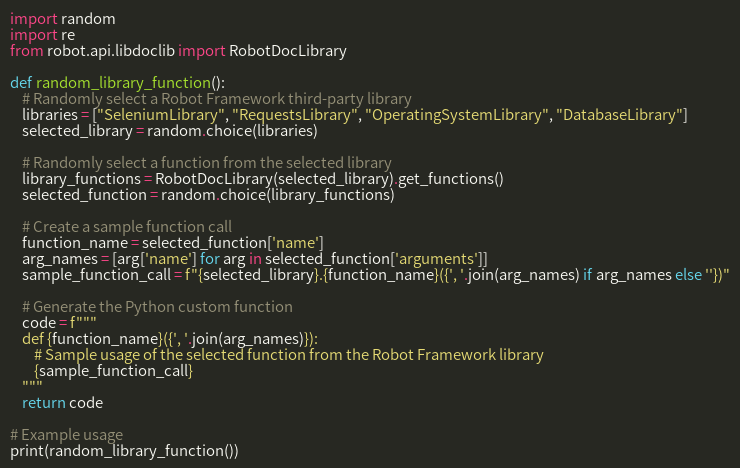 import random
import re
from robot.api.libdoclib import RobotDocLibrary

def random_library_function():
    # Randomly select a Robot Framework third-party library
    libraries = ["SeleniumLibrary", "RequestsLibrary", "OperatingSystemLibrary", "DatabaseLibrary"]
    selected_library = random.choice(libraries)

    # Randomly select a function from the selected library
    library_functions = RobotDocLibrary(selected_library).get_functions()
    selected_function = random.choice(library_functions)

    # Create a sample function call
    function_name = selected_function['name']
    arg_names = [arg['name'] for arg in selected_function['arguments']]
    sample_function_call = f"{selected_library}.{function_name}({', '.join(arg_names) if arg_names else ''})"

    # Generate the Python custom function
    code = f"""
    def {function_name}({', '.join(arg_names)}):
        # Sample usage of the selected function from the Robot Framework library
        {sample_function_call}
    """
    return code

# Example usage
print(random_library_function())